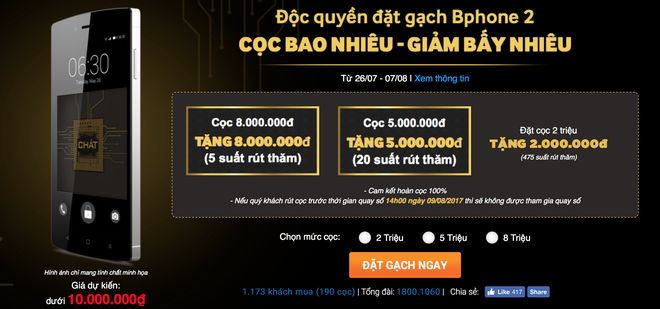 Độc quyền đặt gạch Bphone 2
CỌC BAO NHIÊU - GIẢM BẤY NHIÊU
Từ 26/07 - 07/08 | Xem thông tin
06:30
Tuesday, May 26
CHẤT
Cọc 8.000.000đ
TẶNG 8.000.000đ
(5 suất rút thăm)
Cọc 5.000.000đ
TẶNG 5.000.000đ
(20 suất rút thăm)
Đặt cọc 2 triệu
TẶNG 2.000.000đ
(475 suất rút thăm)
- Cam kết hoàn cọc 100%
- Nếu quý khách rút cọc trước thời gian quay số 14h00 ngày 09/08/2017 thì sẽ không được tham gia quay số
Chọn mức cọc: 2 Triệu 5 Triệu 8 Triệu
ĐẶT GẠCH NGAY
Hình ảnh chỉ mang tính chất minh họa
Giá dự kiến:
dưới 10.000.000₫
1.173 khách mua (190 cọc) | Tổng đài: 1800.1060 | Chia sẻ: Like 417 Share